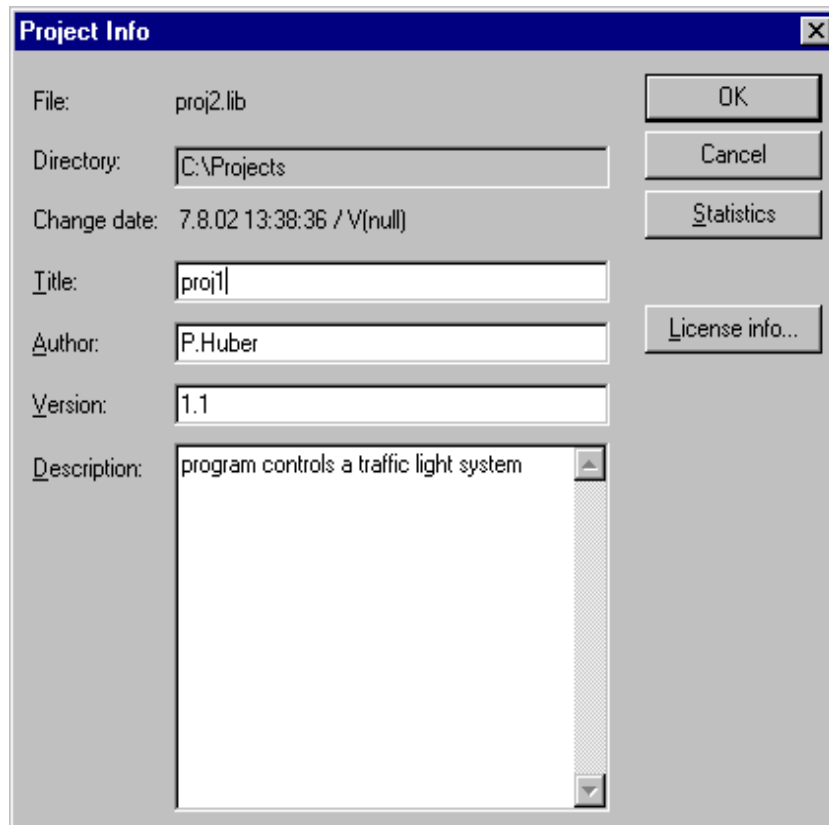 Project Info
File: proj2.lib
OK
Directory: C:\Projects
Cancel
Change date: 7.8.02 13:38:36 / V(null)
Statistics
Title: proj1
Author: P.Huber
License info...
Version: 1.1
Description: program controls a traffic light system